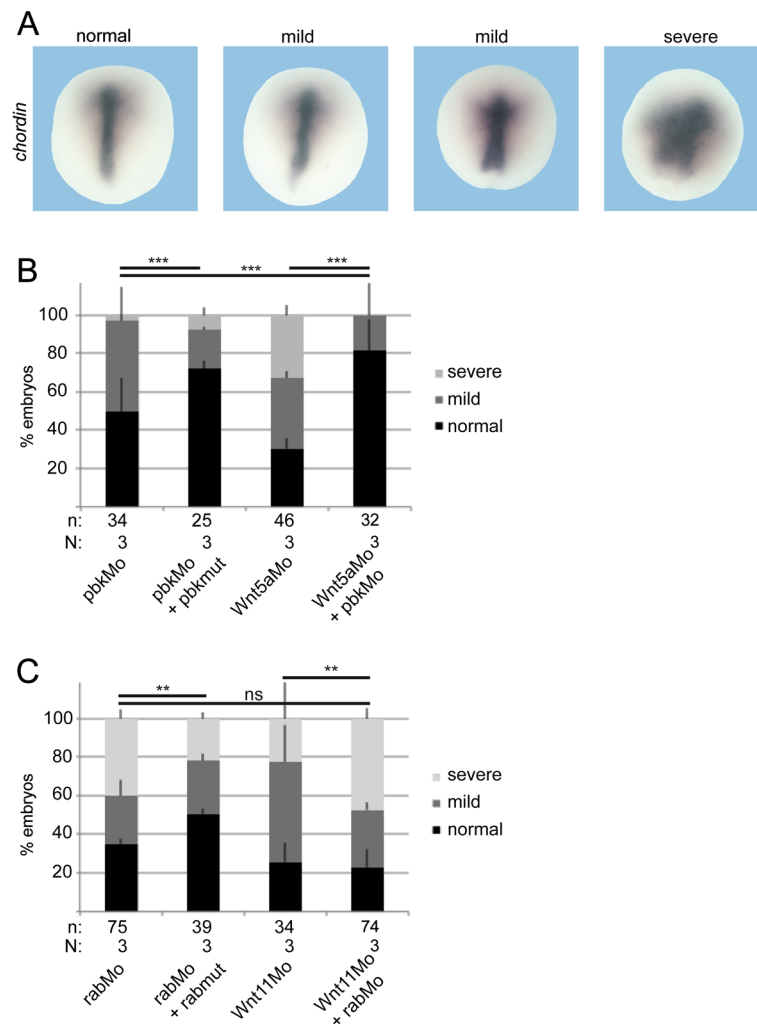 A
normal mild mild severe
chordin
B
*** ***
***
100
80
60
40
20
% embryos
severe
mild
normal
n: 34 25 46 32
N: 3 3 3 3
pbkMo
pbkMo
+ pbkmut
Wnt5aMo
Wnt5aMo
+ pbkMo
C
** **
ns
100
80
60
40
20
% embryos
severe
mild
normal
n: 75 39 34 74
N: 3 3 3 3
rabMo
rabMo
+ rabmut
Wnt11Mo
Wnt11Mo
+ rabMo